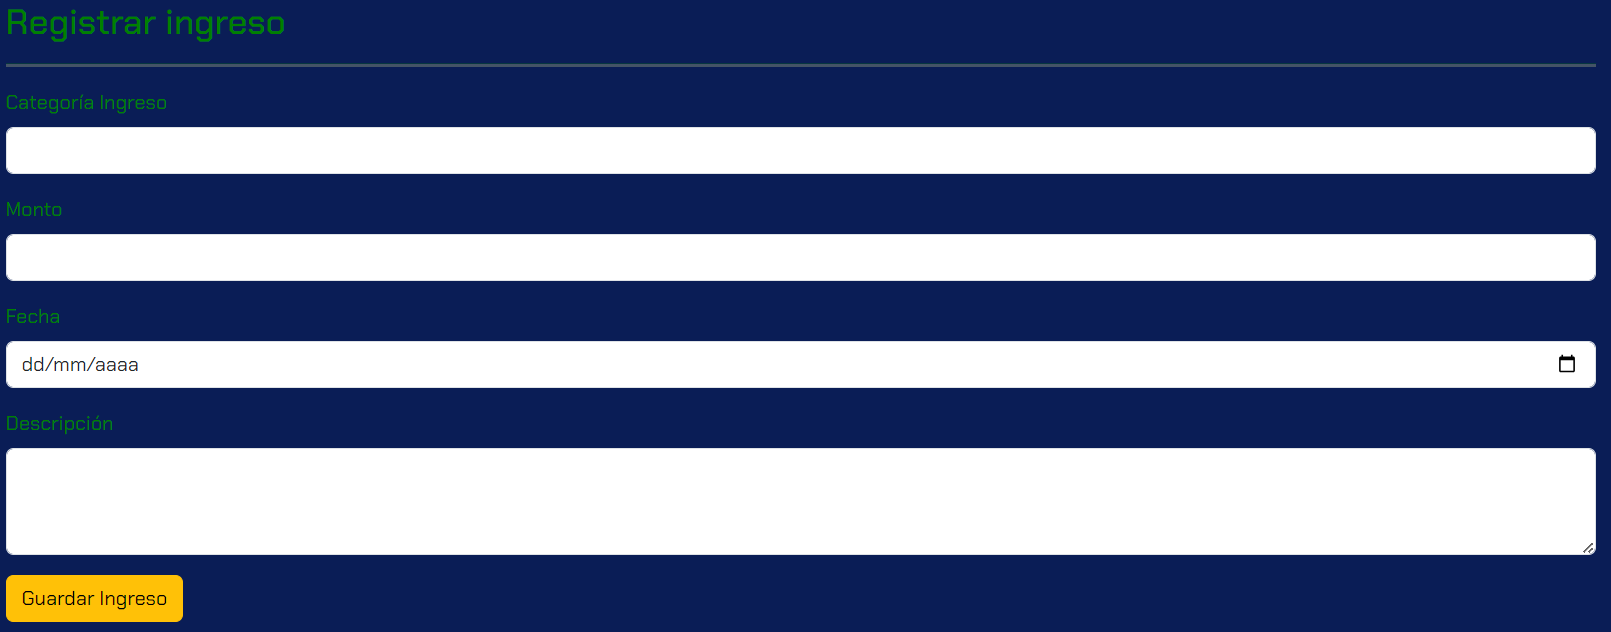 Registrar ingreso
Categoría Ingreso
Monto
Fecha
dd/mm/aaaa
Descripción
Guardar Ingreso